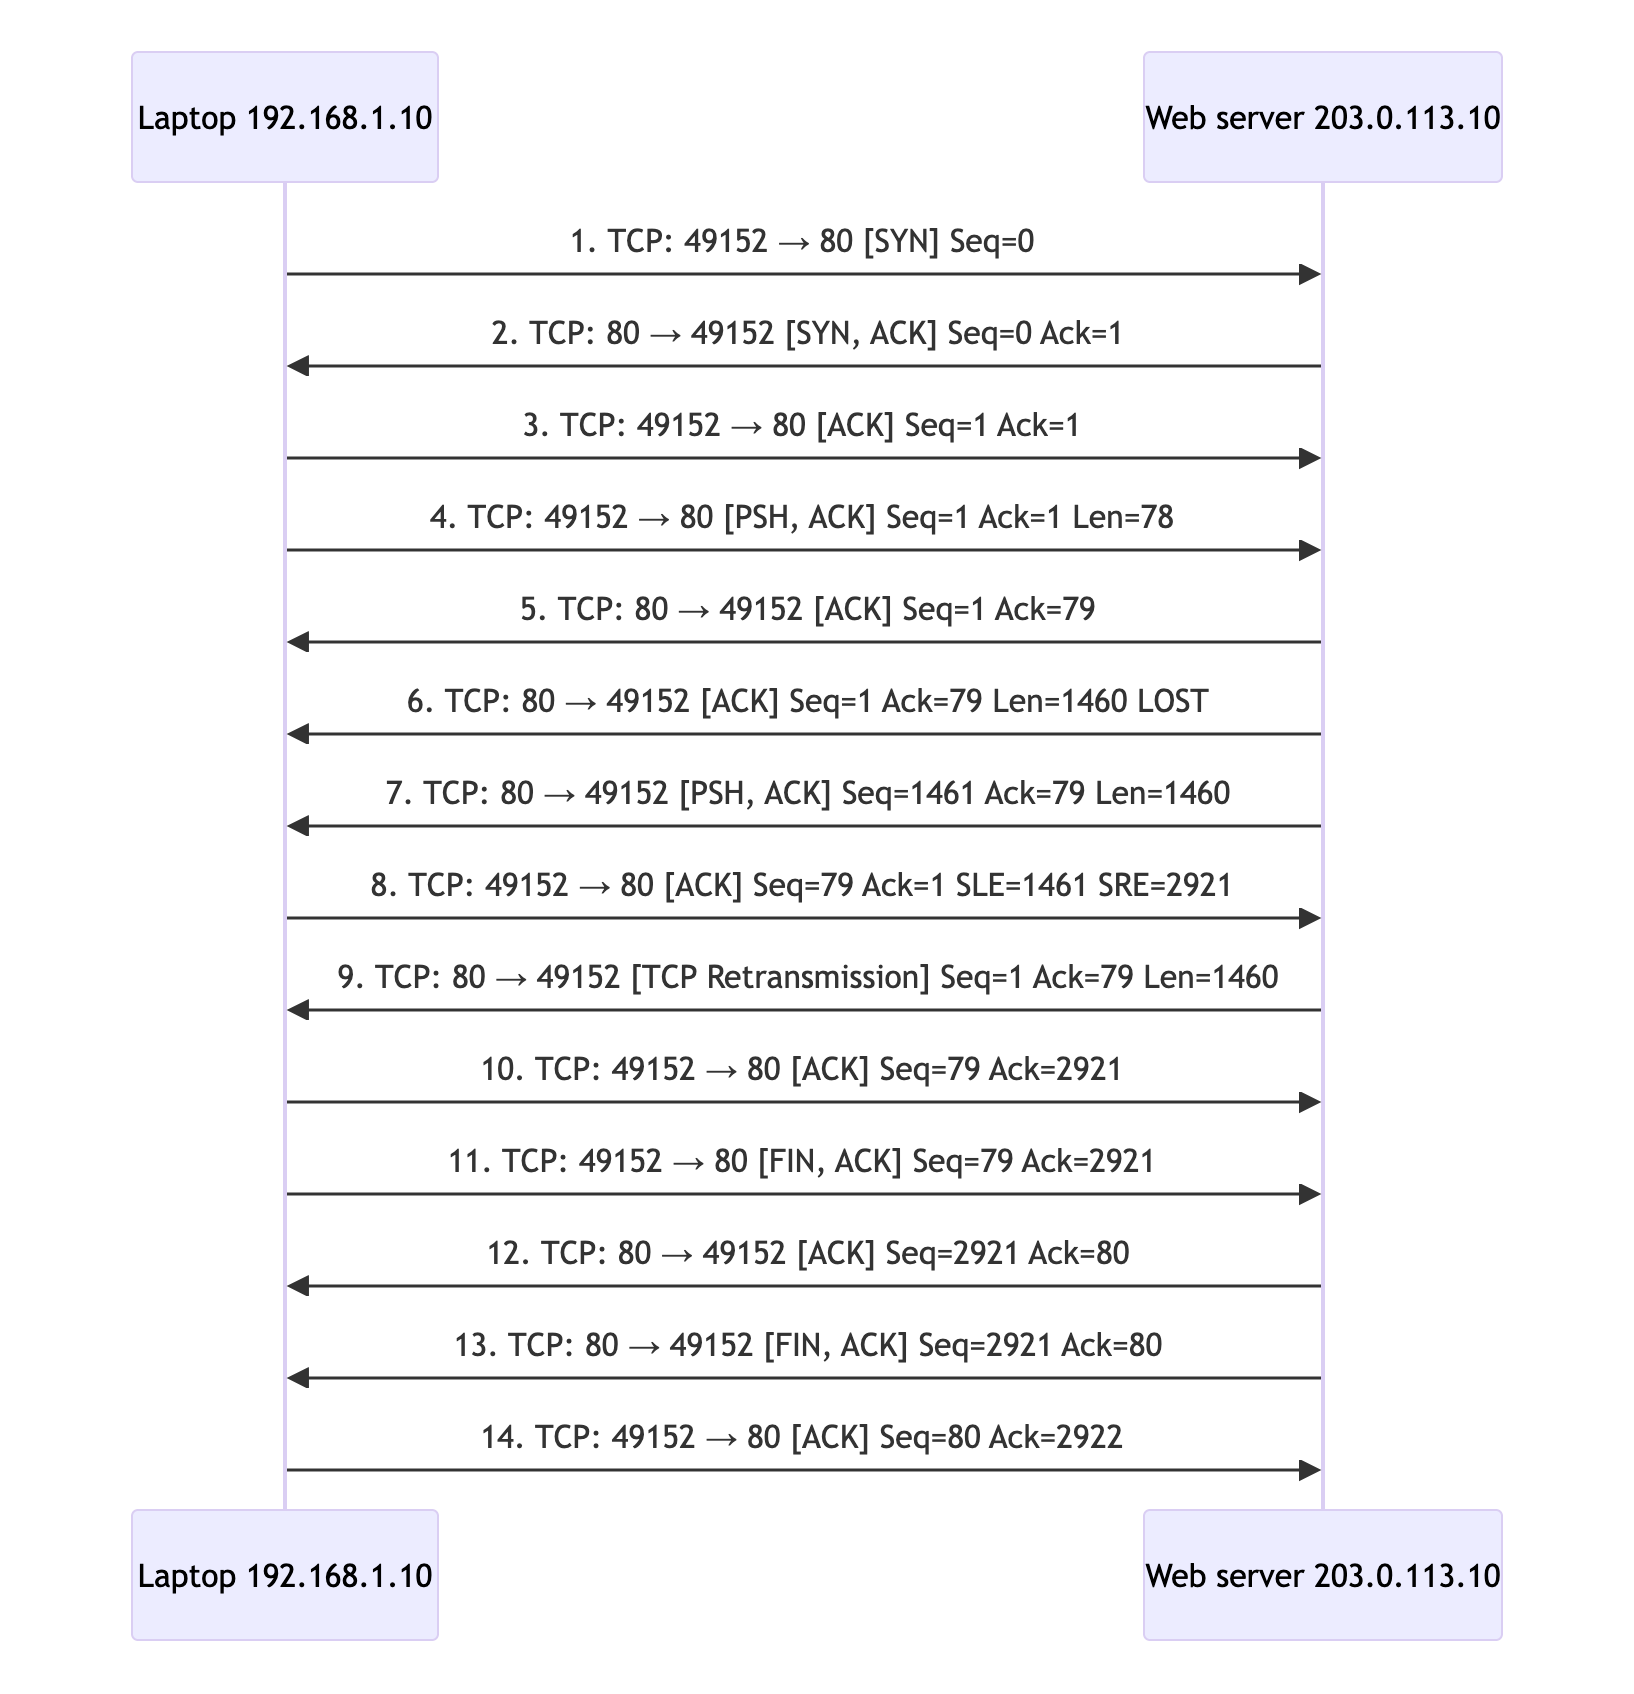 Laptop 192.168.1.10
Web server 203.0.113.10
1. TCP: 49152 → 80 [SYN] Seq=0
2. TCP: 80 → 49152 [SYN, ACK] Seq=0 Ack=1
3. TCP: 49152 → 80 [ACK] Seq=1 Ack=1
4. TCP: 49152 → 80 [PSH, ACK] Seq=1 Ack=1 Len=78
5. TCP: 80 → 49152 [ACK] Seq=1 Ack=79
6. TCP: 80 → 49152 [ACK] Seq=1 Ack=79 Len=1460 LOST
7. TCP: 80 → 49152 [PSH, ACK] Seq=1461 Ack=79 Len=1460
8. TCP: 49152 → 80 [ACK] Seq=79 Ack=1 SLE=1461 SRE=2921
9. TCP: 80 → 49152 [TCP Retransmission] Seq=1 Ack=79 Len=1460
10. TCP: 49152 → 80 [ACK] Seq=79 Ack=2921
11. TCP: 49152 → 80 [FIN, ACK] Seq=79 Ack=2921
12. TCP: 80 → 49152 [ACK] Seq=2921 Ack=80
13. TCP: 80 → 49152 [FIN, ACK] Seq=2921 Ack=80
14. TCP: 49152 → 80 [ACK] Seq=80 Ack=2922
Laptop 192.168.1.10
Web server 203.0.113.10